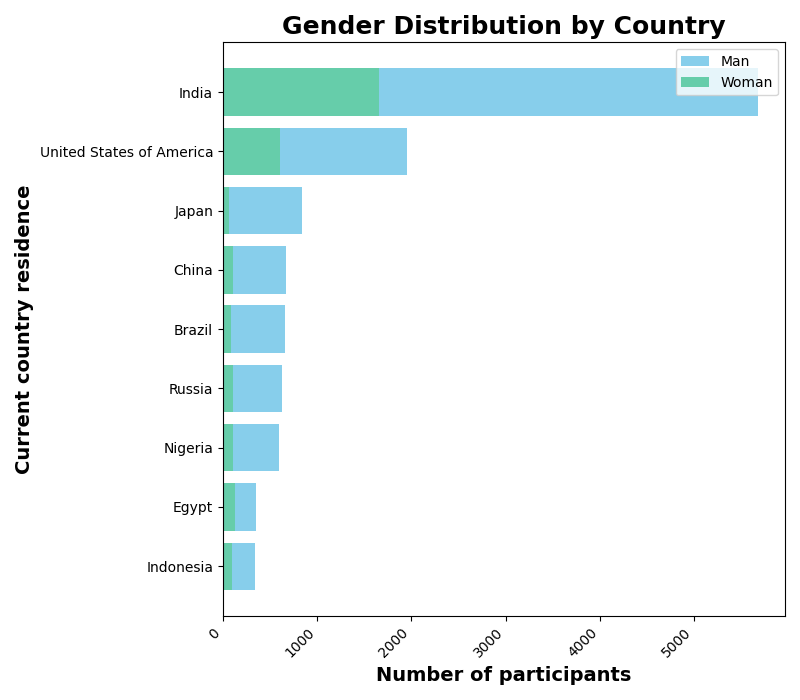 Gender Distribution by Country
Man
Woman
India
United States of America
Japan
China
Brazil
Russia
Nigeria
Egypt
Indonesia
Current country residence
0
1000
2000
3000
4000
5000
Number of participants